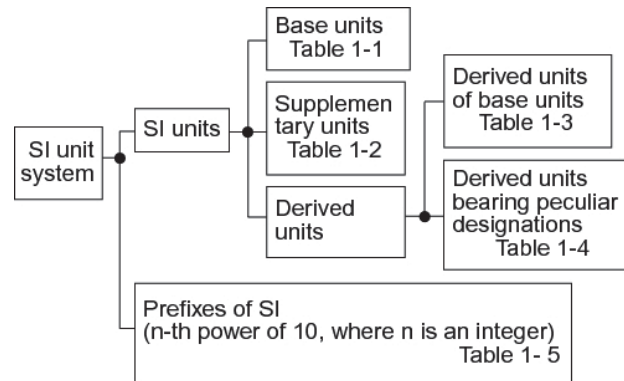 SI unit
system
SI units
Base units
Table 1-1
Supplemen
tary units
Table 1-2
Derived
units
Derived units
of base units
Table 1-3
Derived units
bearing peculiar
designations
Table 1-4
Prefixes of SI
(n-th power of 10, where n is an integer)
Table 1- 5